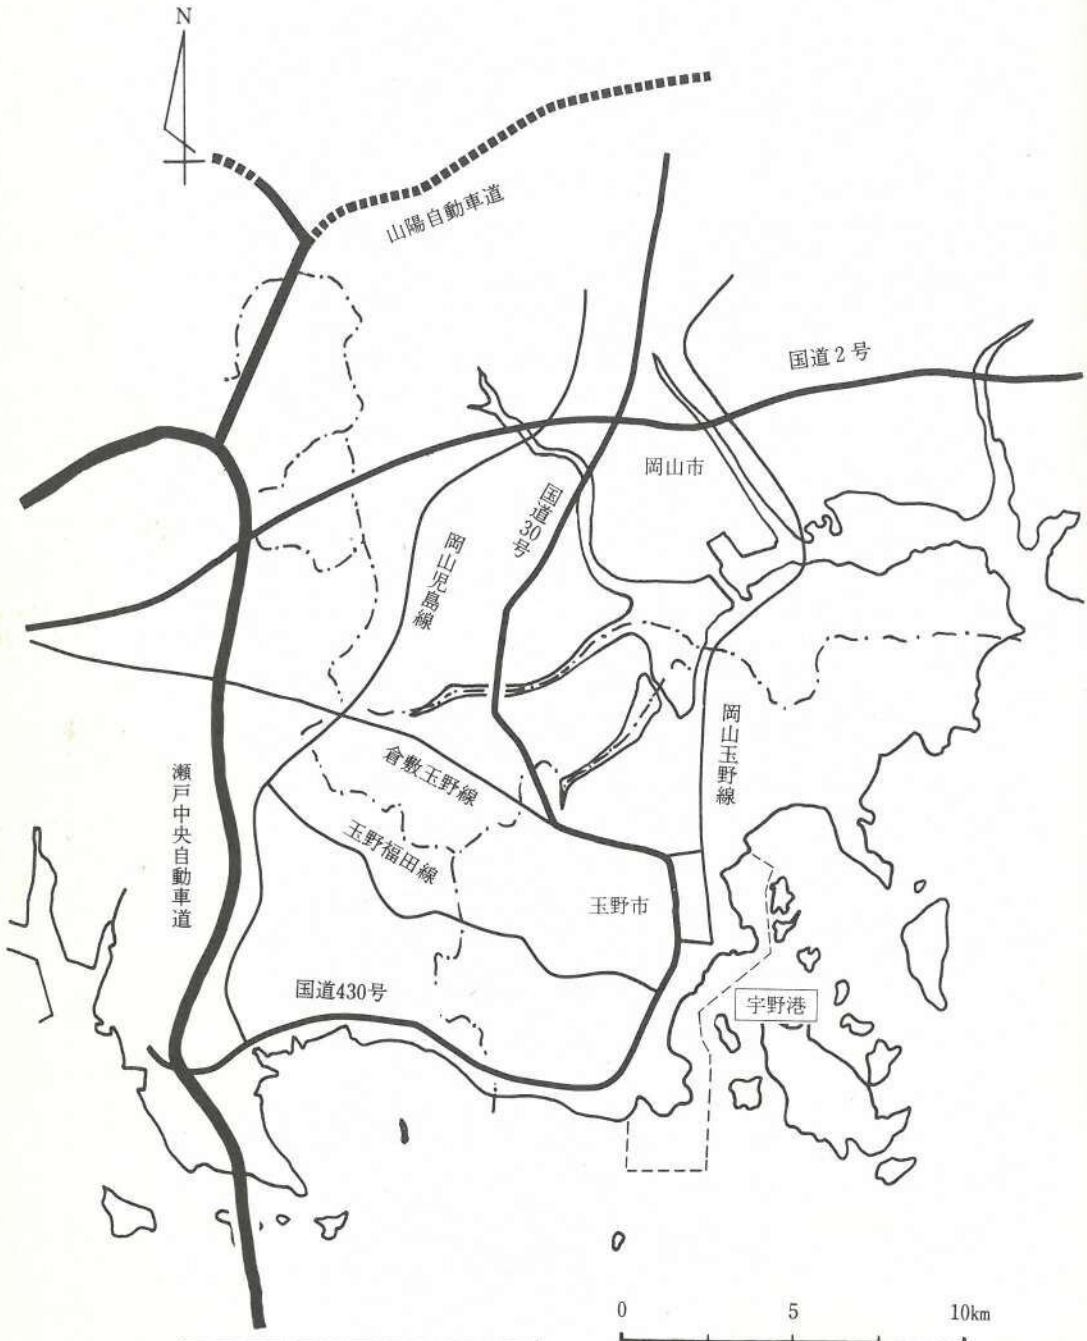 N
山陽自動車道
国道2号
岡山市
国道30号
岡山児島線
岡山玉野線
倉敷玉野線
瀬戸中央自動車道
玉野福田線
玉野市
国道430号
宇野港
0 5 10km